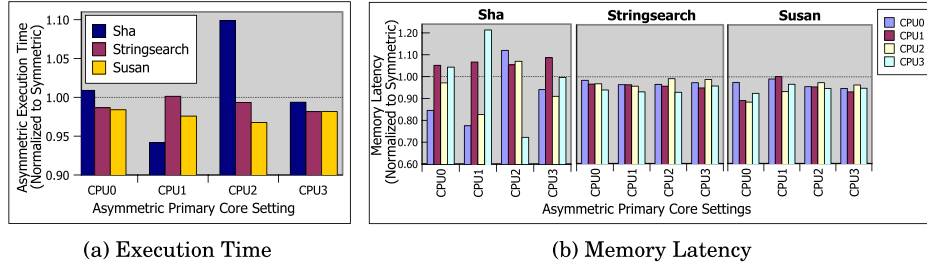 Asymmetric Execution Time
(Normalized to Symmetric)
1.10
1.05
1.00
0.95
0.90
Sha
Stringsearch
Susan
CPU0 CPU1 CPU2 CPU3
Asymmetric Primary Core Setting
(a) Execution Time
Sha Stringsearch Susan
Memory Latency
(Normalized to Symmetric)
1.20
1.10
1.00
0.90
0.80
0.70
0.60
CPU0 CPU1 CPU2 CPU3 CPU0 CPU1 CPU2 CPU3 CPU0 CPU1 CPU2 CPU3
Asymmetric Primary Core Settings
CPU0
CPU1
CPU2
CPU3
(b) Memory Latency